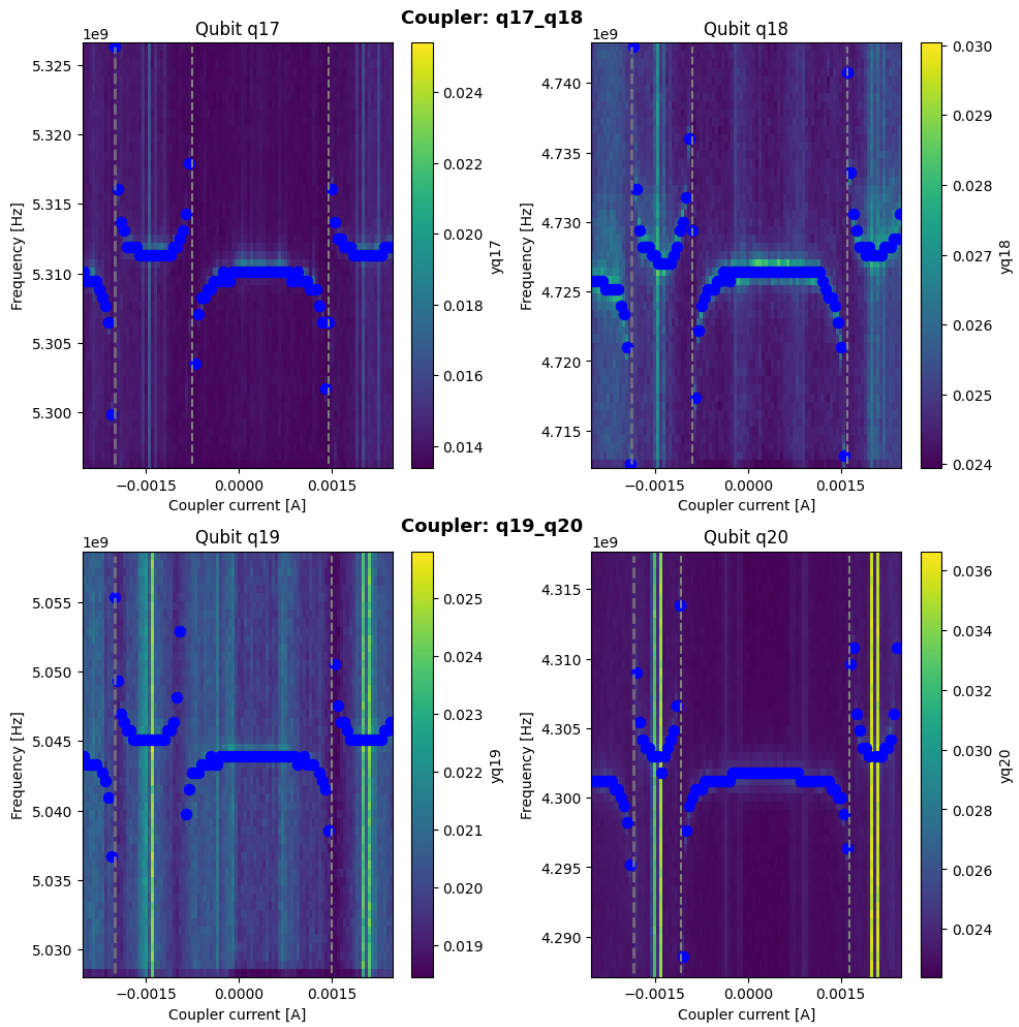 Coupler: q17_q18
Qubit q17
1e9
5.325
5.320
5.315
5.310
5.305
5.300
Frequency [Hz]
−0.0015
0.0000
0.0015
Coupler current [A]
0.024
0.022
0.020
0.018
0.016
0.014
yq17
Qubit q18
1e9
4.740
4.735
4.730
4.725
4.720
4.715
Frequency [Hz]
−0.0015
0.0000
0.0015
Coupler current [A]
0.030
0.029
0.028
0.027
0.026
0.025
0.024
yq18
Coupler: q19_q20
Qubit q19
1e9
5.055
5.050
5.045
5.040
5.035
5.030
Frequency [Hz]
−0.0015
0.0000
0.0015
Coupler current [A]
0.025
0.024
0.023
0.022
0.021
0.020
0.019
yq19
Qubit q20
1e9
4.315
4.310
4.305
4.300
4.295
4.290
Frequency [Hz]
−0.0015
0.0000
0.0015
Coupler current [A]
0.036
0.034
0.032
0.030
0.028
0.026
0.024
yq20